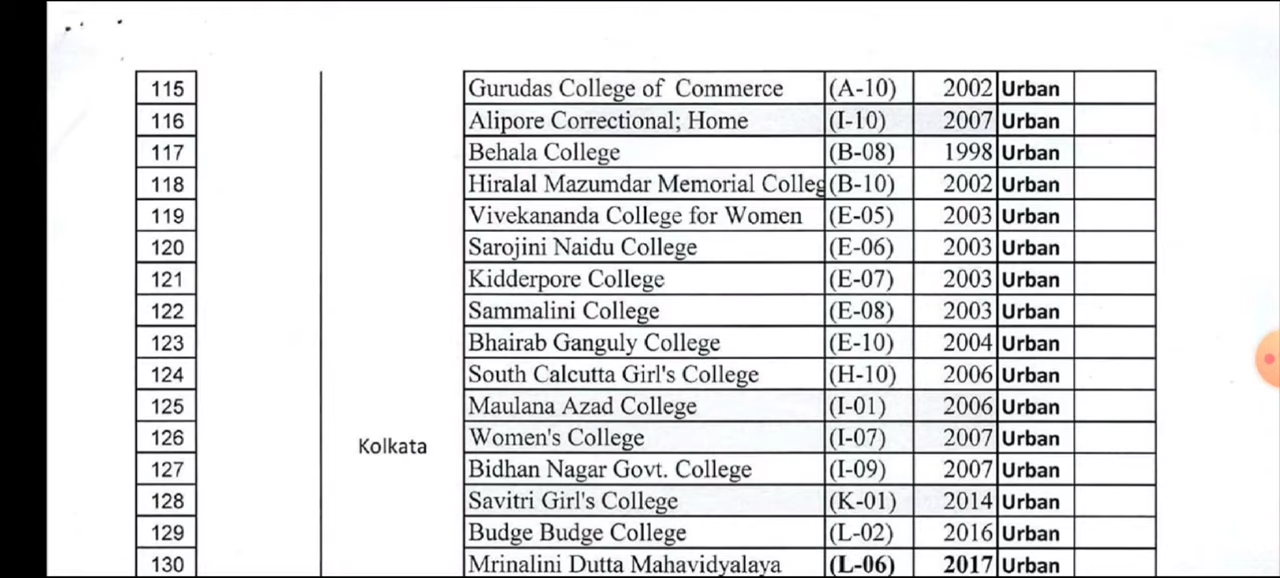 115 Gurudas College of Commerce (A-10) 2002 Urban
116 Alipore Correctional; Home (I-10) 2007 Urban
117 Behala College (B-08) 1998 Urban
118 Hiralal Mazumdar Memorial Colleg (B-10) 2002 Urban
119 Vivekananda College for Women (E-05) 2003 Urban
120 Sarojini Naidu College (E-06) 2003 Urban
121 Kidderpore College (E-07) 2003 Urban
122 Sammalini College (E-08) 2003 Urban
123 Bhairab Ganguly College (E-10) 2004 Urban
124 South Calcutta Girl's College (H-10) 2006 Urban
125 Maulana Azad College (I-01) 2006 Urban
126 Kolkata Women's College (I-07) 2007 Urban
127 Bidhan Nagar Govt. College (I-09) 2007 Urban
128 Savitri Girl's College (K-01) 2014 Urban
129 Budge Budge College (L-02) 2016 Urban
130 Mrinalini Dutta Mahavidyalaya (L-06) 2017 Urban